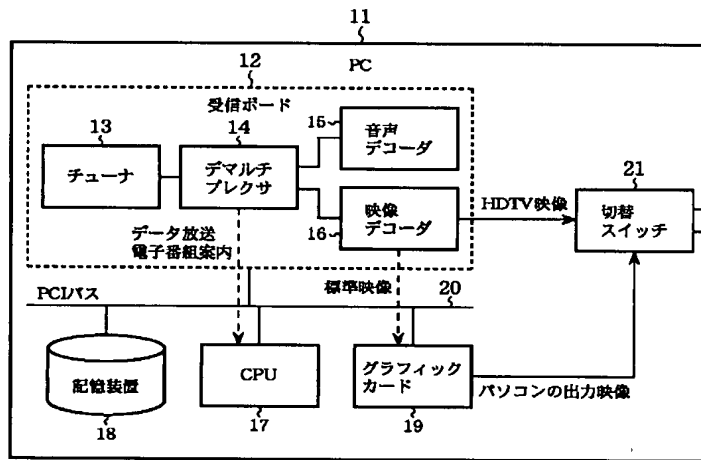 11
PC
12
受信ボード
13
チューナ
14
デマルチ
プレクサ
15
音声
デコーダ
16
映像
デコーダ
HDTV映像
21
切替
スイッチ
データ放送
電子番組案内
標準映像
PCIバス
20
記憶装置
18
CPU
17
グラフィック
カード
19
パソコンの出力映像